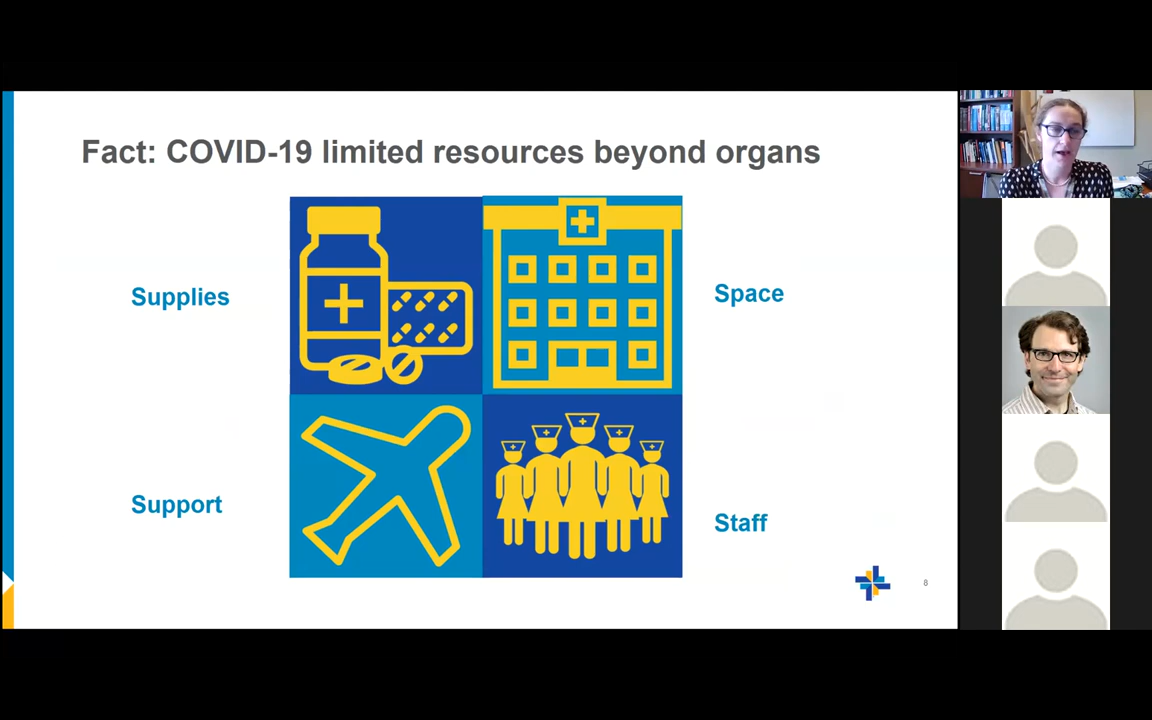 Fact: COVID-19 limited resources beyond organs
Supplies
Space
Support
Staff
8